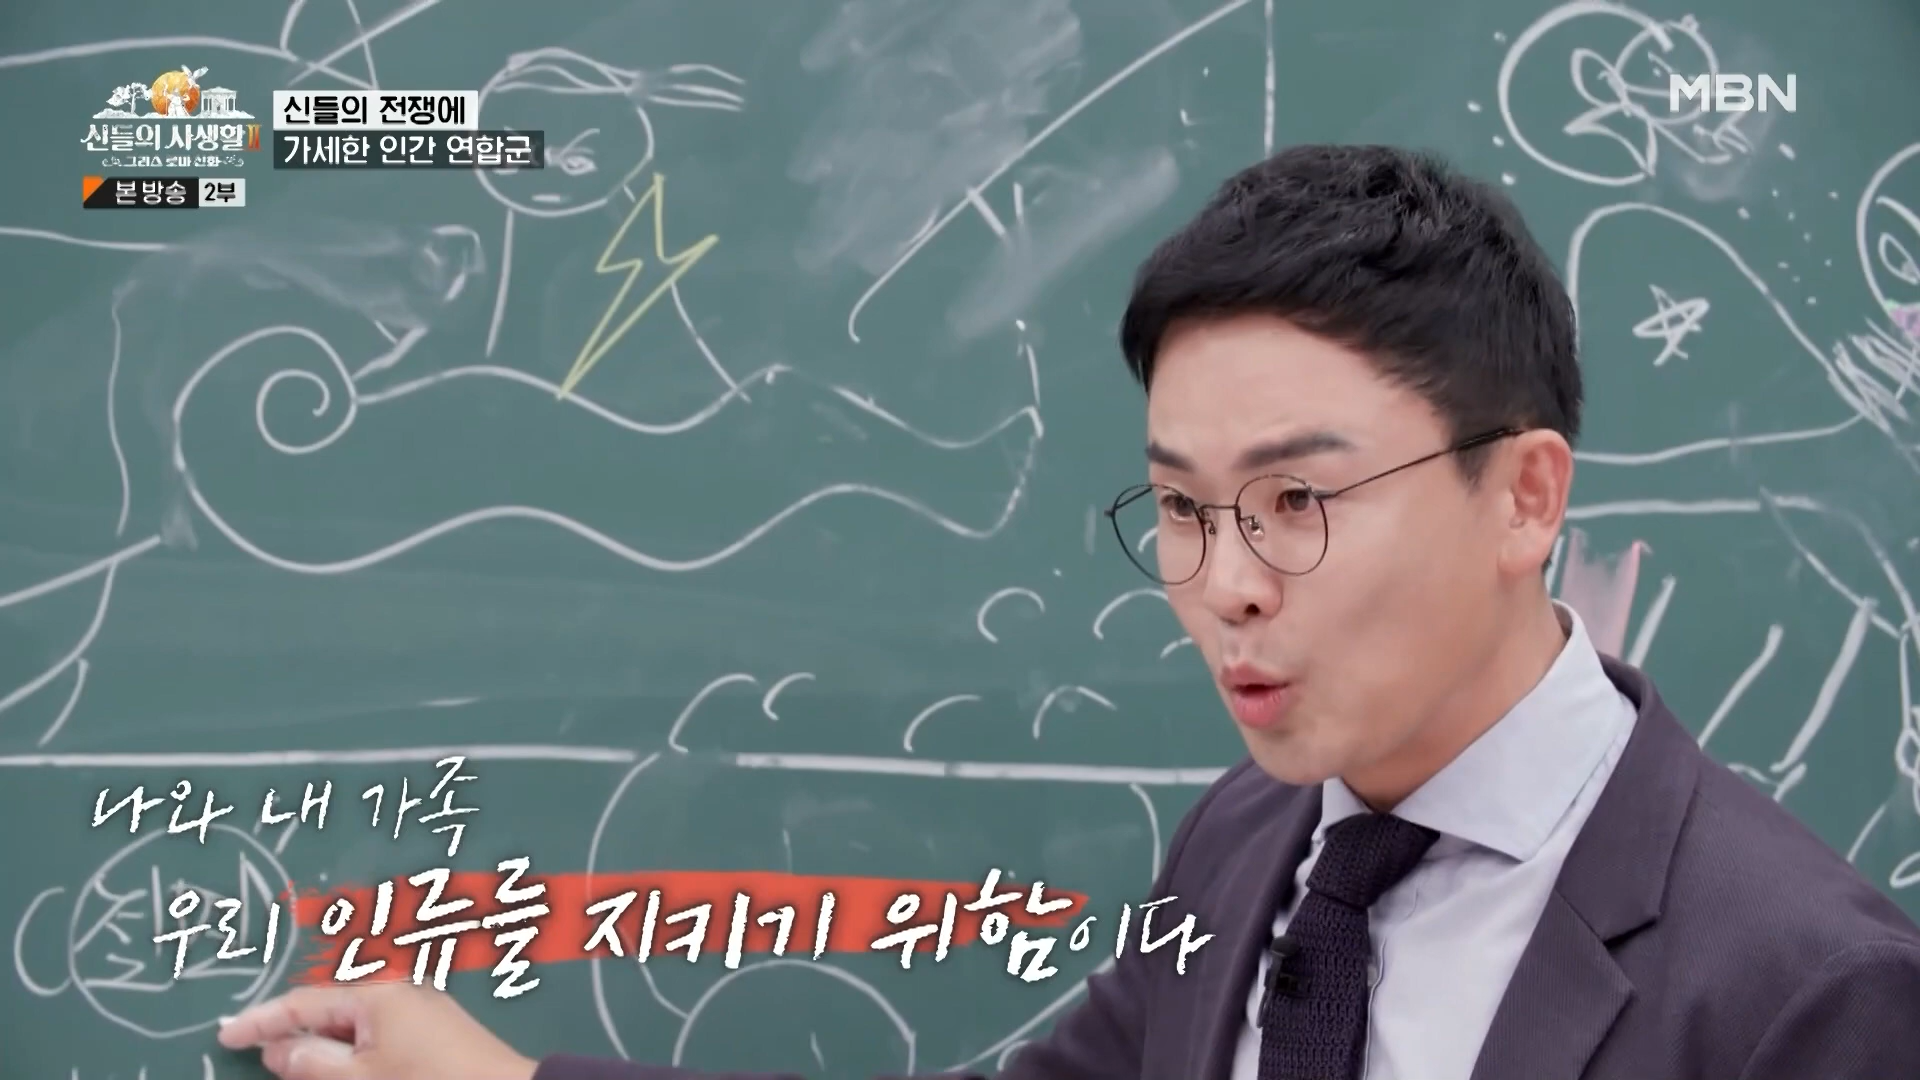 신들의 전쟁에
가세한 인간 연합군
MBN
신들의 사생활 II
그리스 로마 신화
본 방송 2부
나와 내 가족
우리 인류를 지키기 위함이다